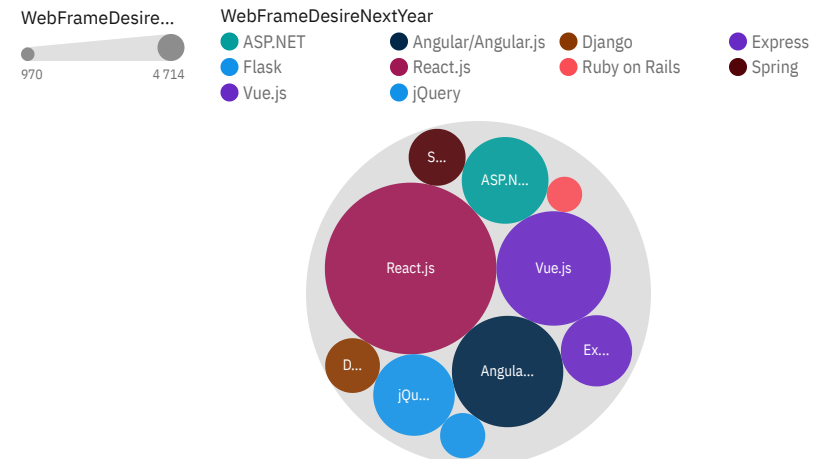 WebFrameDesire...
970
4 714
WebFrameDesireNextYear
ASP.NET
Angular/Angular.js
Django
Express
Flask
React.js
Ruby on Rails
Spring
Vue.js
jQuery
S...
ASP.N...
React.js
Vue.js
Ex...
D...
Angula...
jQu...